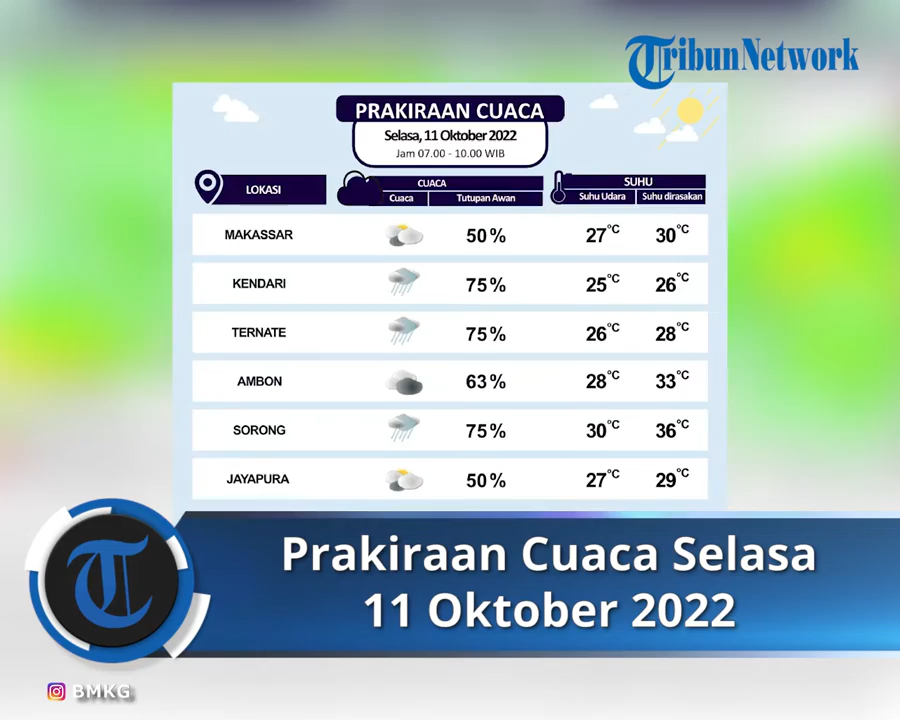 Tribun Network
PRAKIRAAN CUACA
Selasa, 11 Oktober 2022
Jam 07.00 - 10.00 WIB
LOKASI CUACA SUHU
Cuaca Tutupan Awan Suhu Udara Suhu dirasakan
MAKASSAR 50% 27°C 30°C
KENDARI 75% 25°C 26°C
TERNATE 75% 26°C 28°C
AMBON 63% 28°C 33°C
SORONG 75% 30°C 36°C
JAYAPURA 50% 27°C 29°C
T
Prakiraan Cuaca Selasa
11 Oktober 2022
BMKG